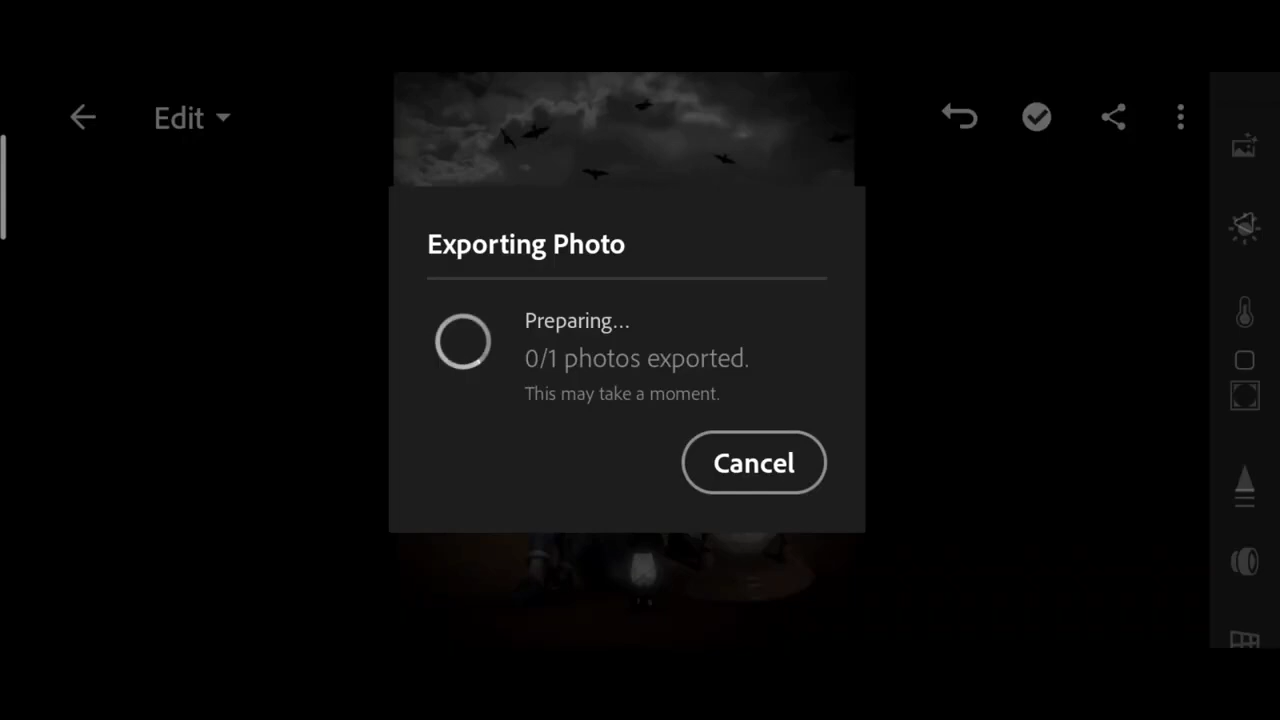 Edit
Exporting Photo
Preparing...
0/1 photos exported.
This may take a moment.
Cancel